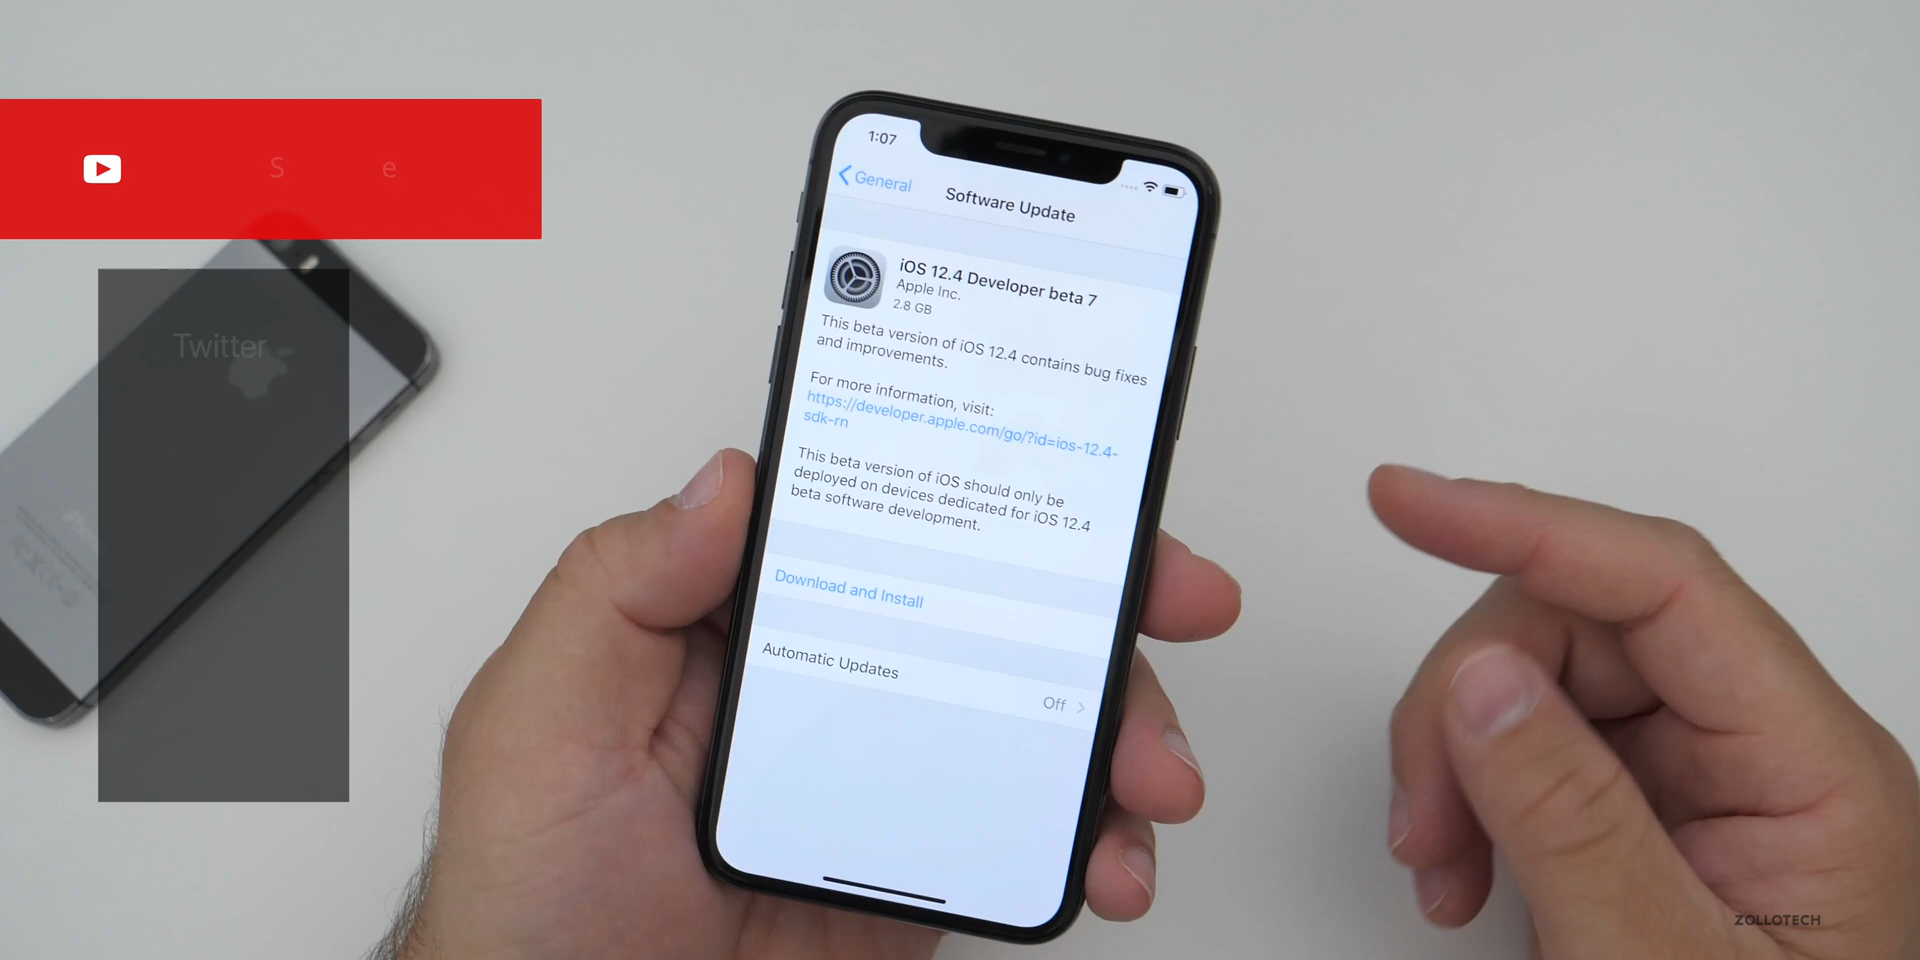 S e
Twitter
1:07
General
Software Update
iOS 12.4 Developer beta 7
Apple Inc.
2.8 GB
This beta version of iOS 12.4 contains bug fixes
and improvements.
For more information, visit:
https://developer.apple.com/go/?id=ios-12.4-
sdk-rn
This beta version of iOS should only be
deployed on devices dedicated for iOS 12.4
beta software development.
Download and Install
Automatic Updates
Off
ZOLLOTECH